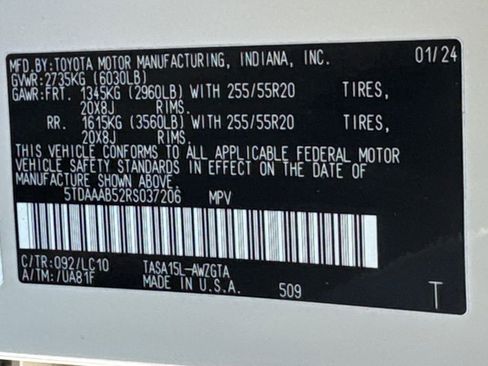 MFD.BY:TOYOTA MOTOR MANUFACTURING, INDIANA, INC. 01/24
GVWR:2735KG (6030LB)
GAWR:FRT. 1345KG (2960LB) WITH 255/55R20 TIRES,
20X8J RIMS.
RR. 1615KG (3560LB) WITH 255/55R20 TIRES,
20X8J RIMS.
THIS VEHICLE CONFORMS TO ALL APPLICABLE FEDERAL MOTOR
VEHICLE SAFETY STANDARDS IN EFFECT ON THE DATE OF
MANUFACTURE SHOWN ABOVE.
5TDAAAB52RS037206 MPV
C/TR:092/LC10 TASA15L-AWZGTA
A/TM:/UA81F MADE IN U.S.A. 509 T